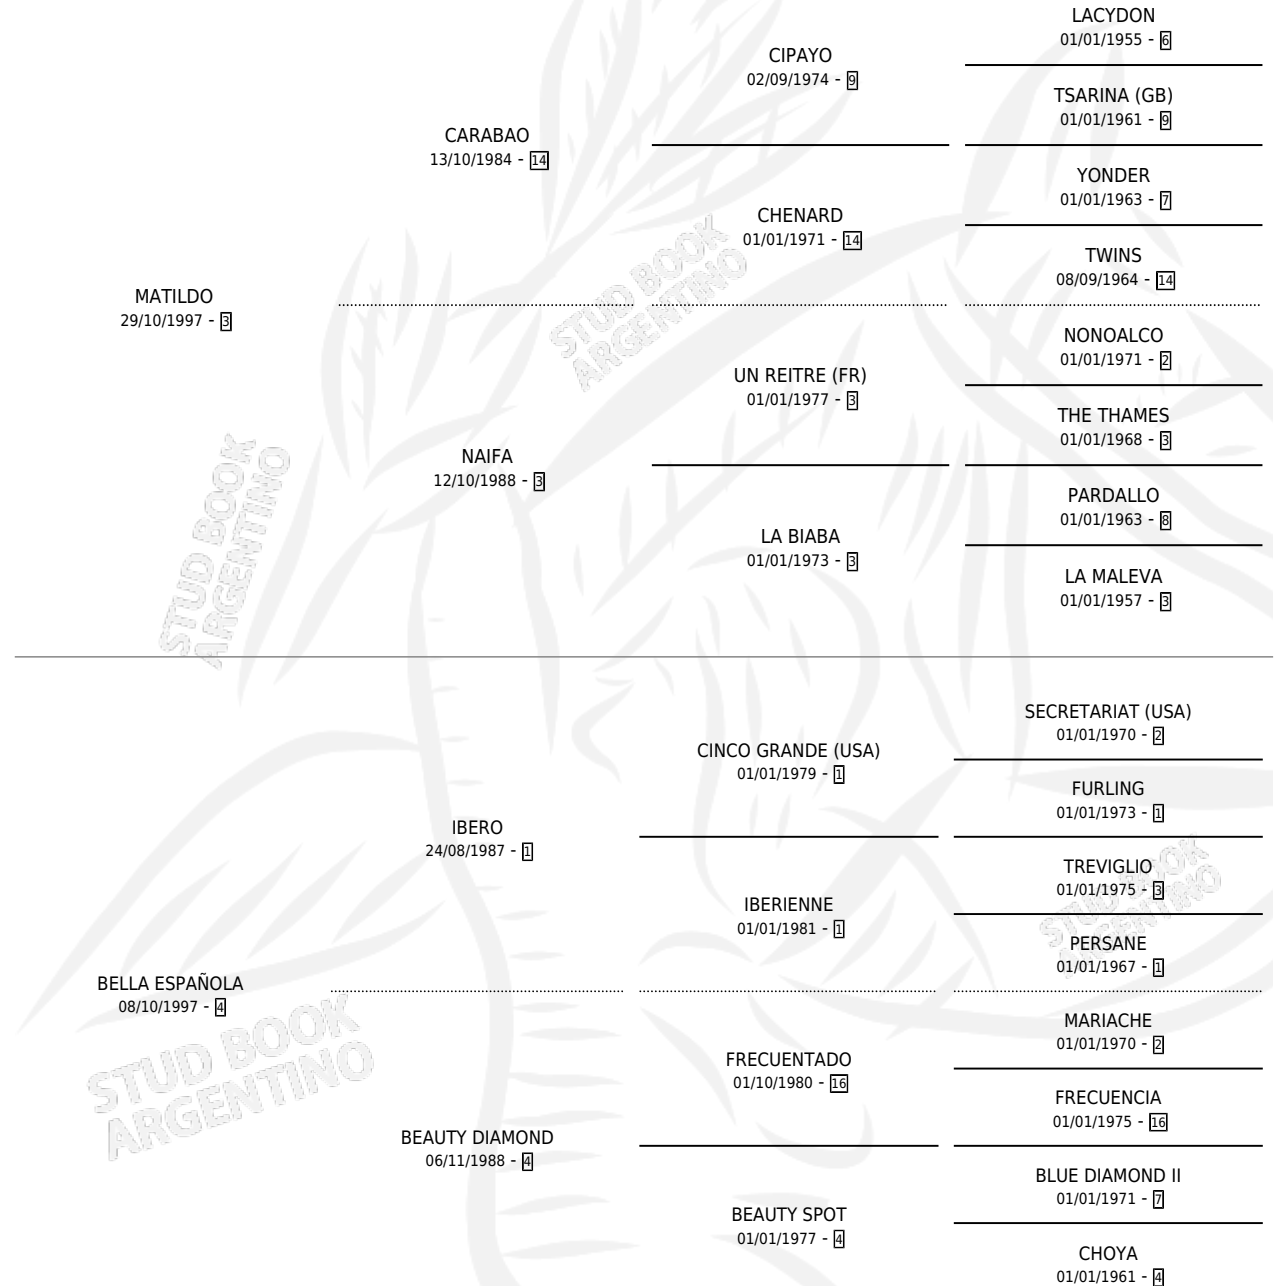 LACYDON
01/01/1955 - 6
CIPAYO
02/09/1974 - 9
TSARINA (GB)
01/01/1961 - 9
CARABAO
13/10/1984 - 14
YONDER
01/01/1963 - 7
CHENARD
01/01/1971 - 14
TWINS
08/09/1964 - 14
MATILDO
29/10/1997 - 3
NONOALCO
01/01/1971 - 2
UN REITRE (FR)
01/01/1977 - 3
THE THAMES
01/01/1968 - 3
NAIFA
12/10/1988 - 3
PARDALLO
01/01/1963 - 8
LA BIABA
01/01/1973 - 3
LA MALEVA
01/01/1957 - 3
STUD BOOK
ARGENTINO
STUD BOOK
ARGENTINO
SECRETARIAT (USA)
01/01/1970 - 2
CINCO GRANDE (USA)
01/01/1979 - 1
FURLING
01/01/1973 - 1
IBERO
24/08/1987 - 1
TREVIGLIO
01/01/1975 - 3
IBERIENNE
01/01/1981 - 1
PERSANE
01/01/1967 - 1
BELLA ESPAÑOLA
08/10/1997 - 4
MARIACHE
01/01/1970 - 2
FRECUENTADO
01/10/1980 - 16
FRECUENCIA
01/01/1975 - 16
BEAUTY DIAMOND
06/11/1988 - 4
BLUE DIAMOND II
01/01/1971 - 7
BEAUTY SPOT
01/01/1977 - 4
CHOYA
01/01/1961 - 4
STUD BOOK
ARGENTINO
STUD BOOK
ARGENTINO